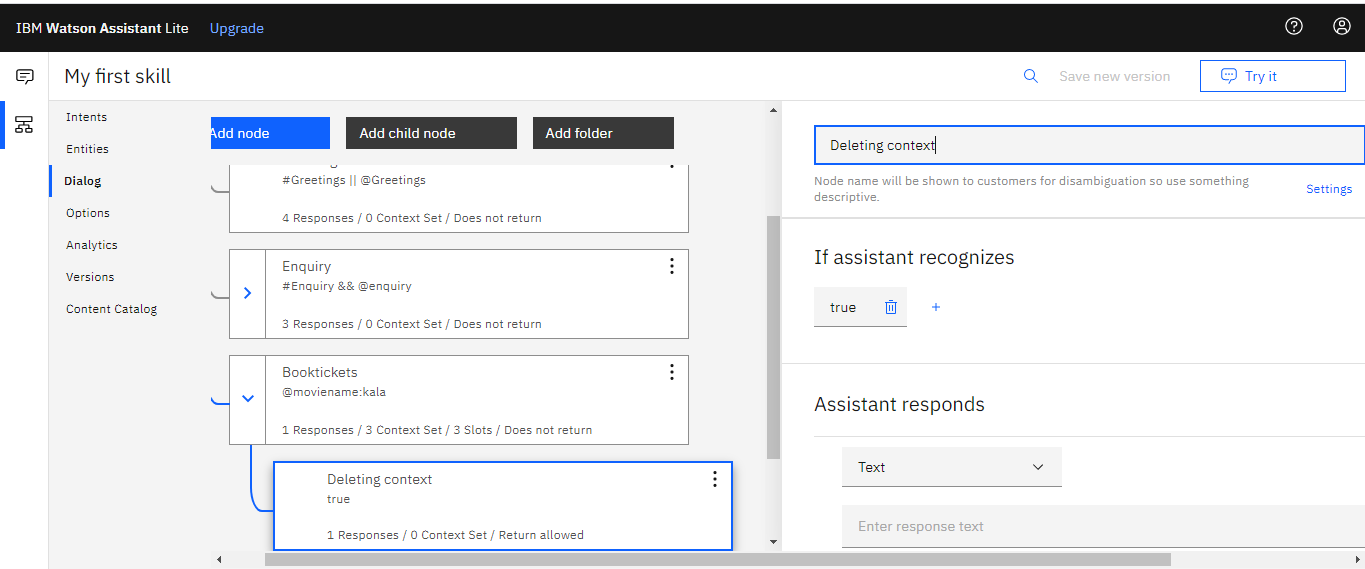 IBM Watson Assistant Lite Upgrade
My first skill
Save new version
Try it
Intents
Entities
Dialog
Options
Analytics
Versions
Content Catalog
Add node
Add child node
Add folder
#Greetings || @Greetings
4 Responses / 0 Context Set / Does not return
Enquiry
#Enquiry && @enquiry
3 Responses / 0 Context Set / Does not return
Booktickets
@moviename:kala
1 Responses / 3 Context Set / 3 Slots / Does not return
Deleting context
true
1 Responses / 0 Context Set / Return allowed
Deleting context
Node name will be shown to customers for disambiguation so use something
descriptive.
Settings
If assistant recognizes
true
Assistant responds
Text
Enter response text